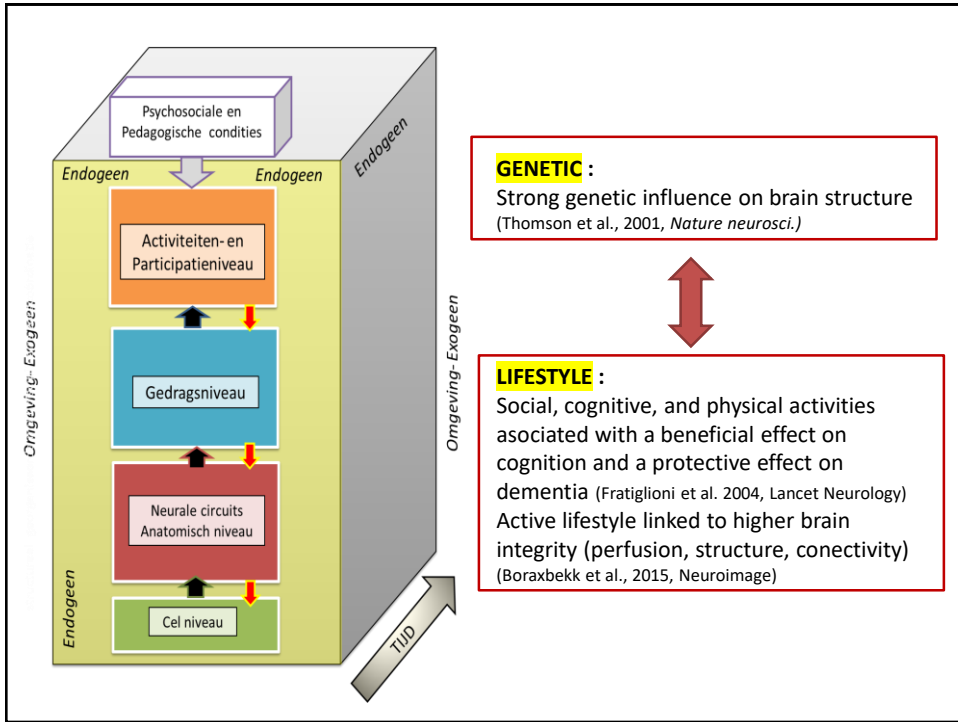 Psychosociale en
Pedagogische condities
Endogeen
Endogeen
Endogeen
Activiteiten- en
Participatieniveau
Omgeving- Exogeen
Gedragsniveau
Omgeving- Exogeen
Neurale circuits
Anatomisch niveau
Endogeen
Cel niveau
TIJD
GENETIC :
Strong genetic influence on brain structure
(Thomson et al., 2001, Nature neurosci.)
LIFESTYLE :
Social, cognitive, and physical activities
asociated with a beneficial effect on
cognition and a protective effect on
dementia (Fratiglioni et al. 2004, Lancet Neurology)
Active lifestyle linked to higher brain
integrity (perfusion, structure, conectivity)
(Boraxbekk et al., 2015, Neuroimage)